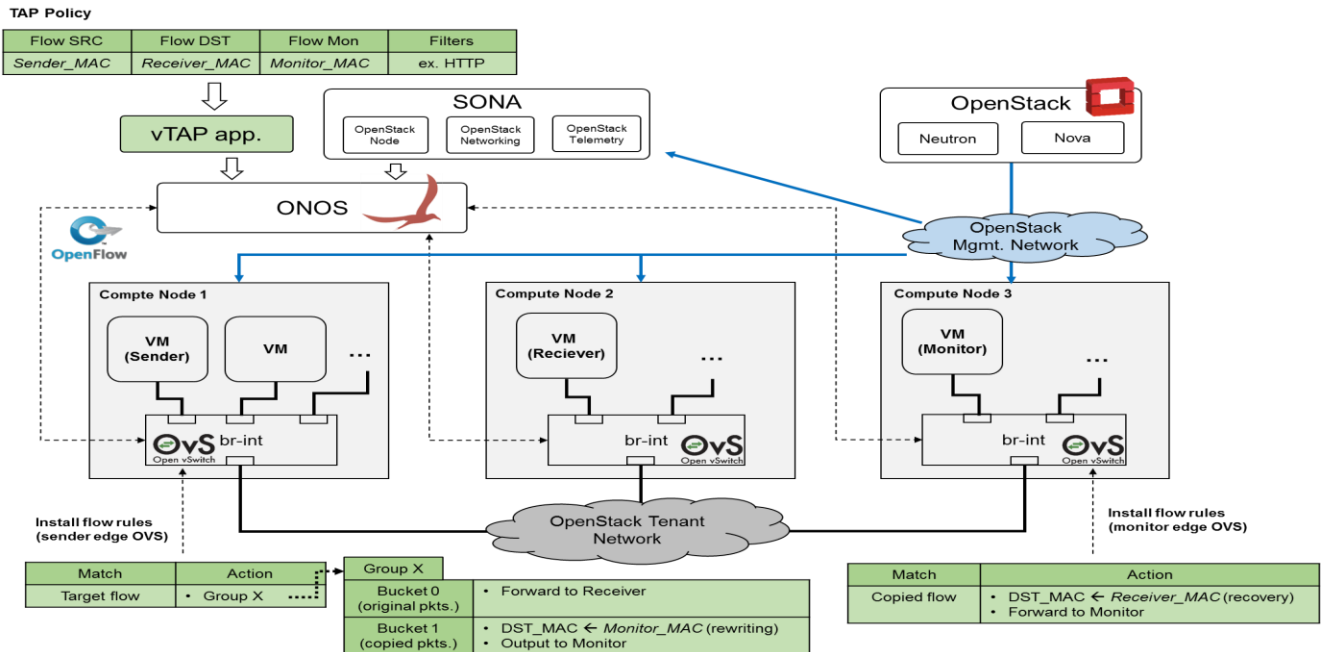 TAP Policy
Flow SRC Flow DST Flow Mon Filters
Sender_MAC Receiver_MAC Monitor_MAC ex. HTTP
vTAP app.
SONA
OpenStack
Node
OpenStack
Networking
OpenStack
Telemetry
OpenStack
Neutron
Nova
ONOS
OpenFlow
OpenStack
Mgmt. Network
Compte Node 1
VM
(Sender)
VM
...
OvS
Open vSwitch
br-int
Compute Node 2
VM
(Reciever)
...
br-int
OvS
Open vSwitch
Compute Node 3
VM
(Monitor)
...
br-int
OvS
Open vSwitch
OpenStack Tenant
Network
Install flow rules
(sender edge OVS)
Install flow rules
(monitor edge OVS)
Match Action
Target flow • Group X
Group X
Bucket 0
(original pkts.)
• Forward to Receiver
Bucket 1
(copied pkts.)
• DST_MAC ← Monitor_MAC (rewriting)
• Output to Monitor
Match Action
Copied flow
• DST_MAC ← Receiver_MAC (recovery)
• Forward to Monitor